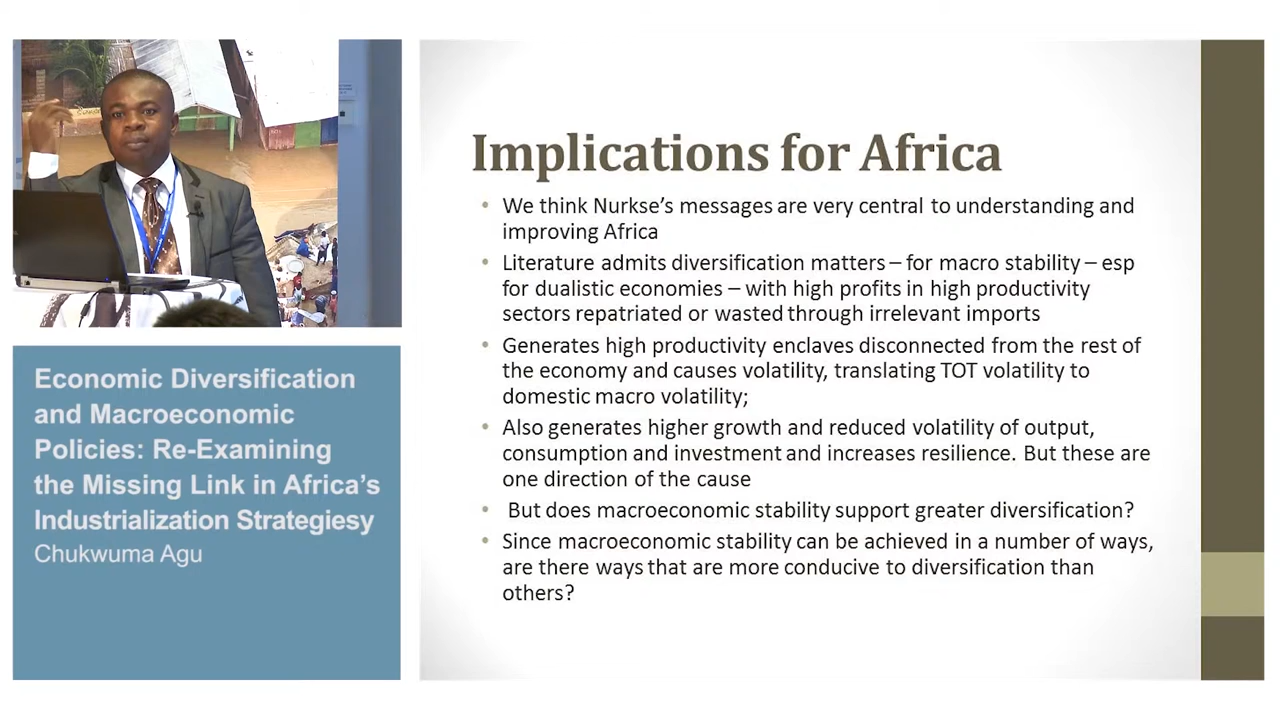 Implications for Africa
• We think Nurkse's messages are very central to understanding and
improving Africa
• Literature admits diversification matters – for macro stability – esp
for dualistic economies – with high profits in high productivity
sectors repatriated or wasted through irrelevant imports
• Generates high productivity enclaves disconnected from the rest of
the economy and causes volatility, translating TOT volatility to
domestic macro volatility;
• Also generates higher growth and reduced volatility of output,
consumption and investment and increases resilience. But these are
one direction of the cause
• But does macroeconomic stability support greater diversification?
• Since macroeconomic stability can be achieved in a number of ways,
are there ways that are more conducive to diversification than
others?
Economic Diversification
and Macroeconomic
Policies: Re-Examining
the Missing Link in Africa's
Industrialization Strategiesy
Chukwuma Agu